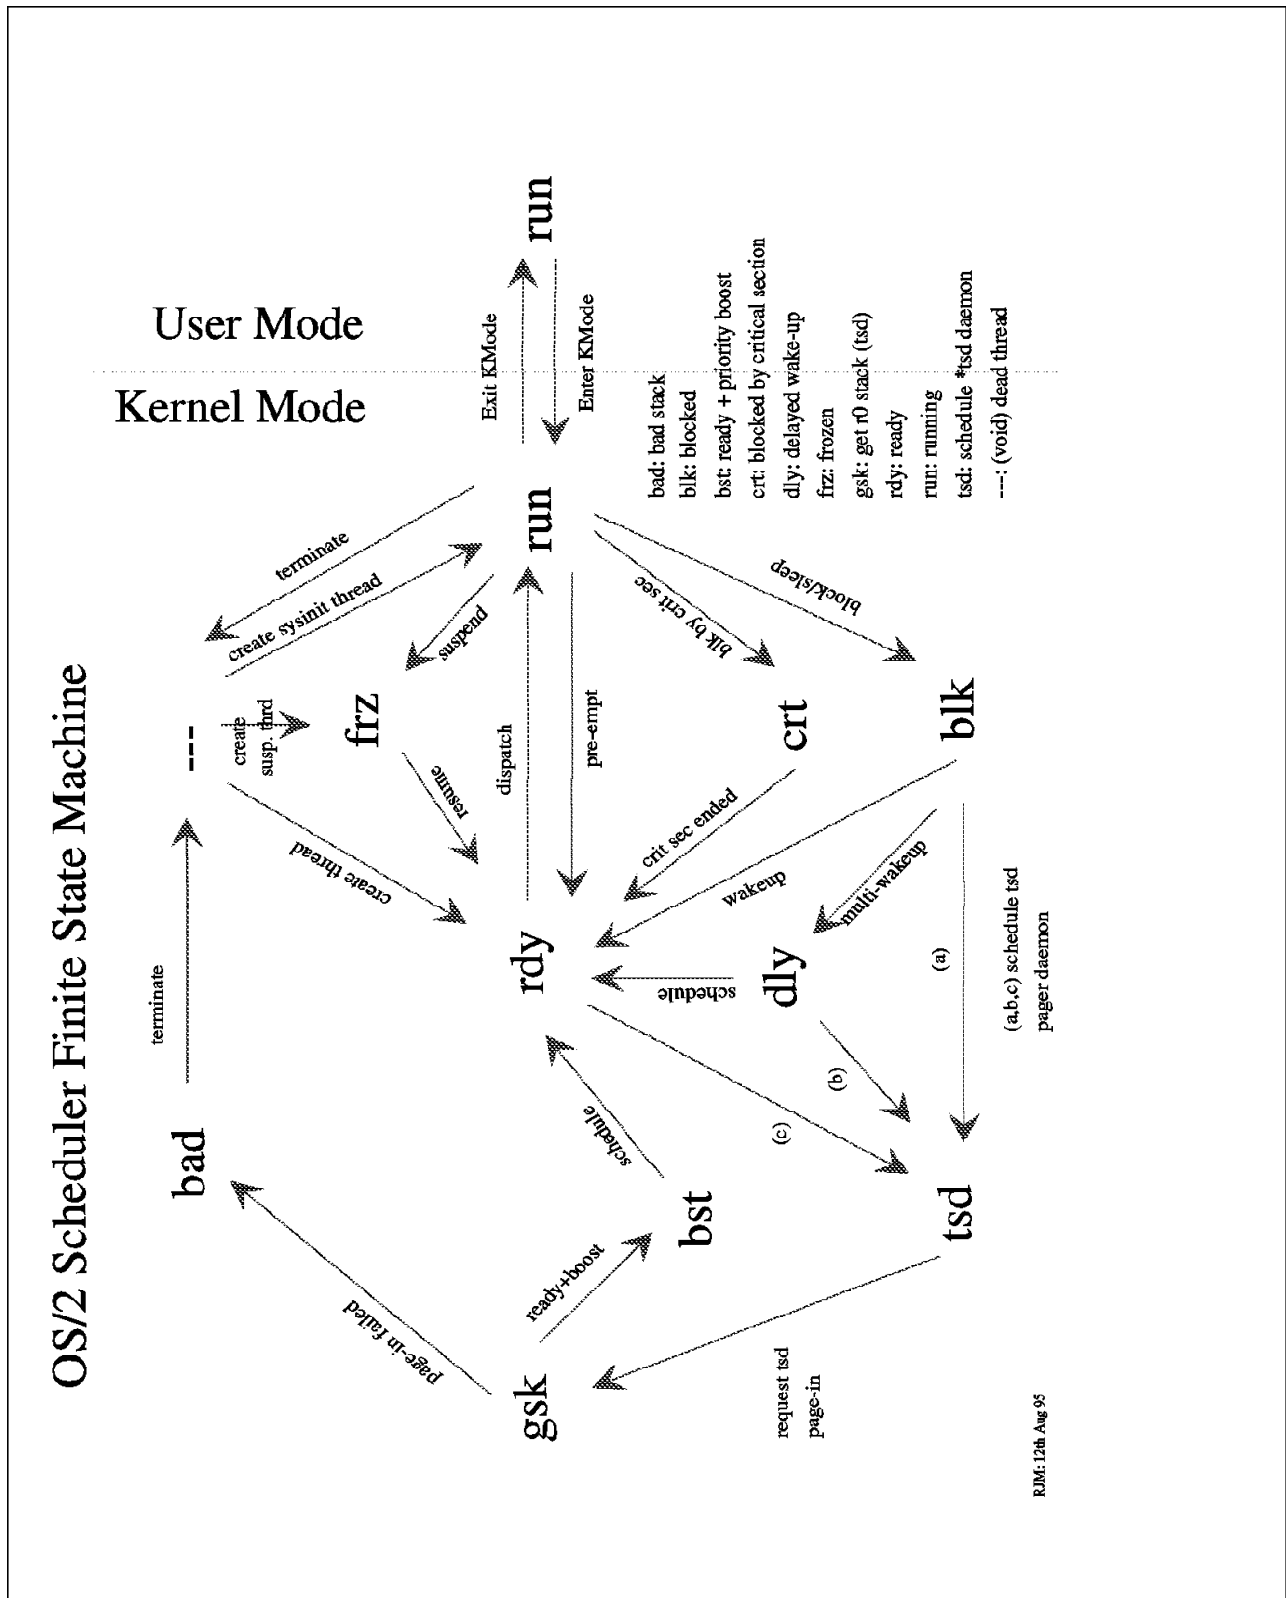 OS/2 Scheduler Finite State Machine
Kernel Mode
User Mode
bad
terminate
---
terminate
create sysinit thread
create
susp. thrd
create thread
frz
suspend
resume
page-in failed
gsk
ready+boost
bst
schedule
rdy
dispatch
pre-empt
run
Exit KMode
Enter KMode
run
schedule
dly
crit sec ended
crt
blk by crit sec
block/sleep
wakeup
multi-wakeup
blk
(a)
(b)
(c)
tsd
request tsd
page-in
(a,b,c) schedule tsd
pager daemon
bad: bad stack
blk: blocked
bst: ready + priority boost
crt: blocked by critical section
dly: delayed wake-up
frz: frozen
gsk: get r0 stack (tsd)
rdy: ready
run: running
tsd: schedule *tsd daemon
---: (void) dead thread
RJM: 12th Aug 95